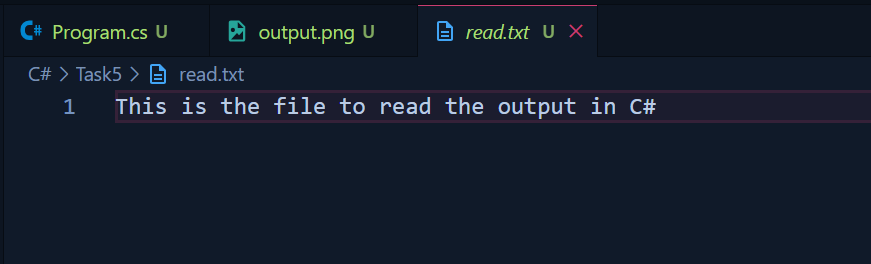 C# Program.cs U output.png U read.txt U
C# > Task5 > read.txt
1 This is the file to read the output in C#